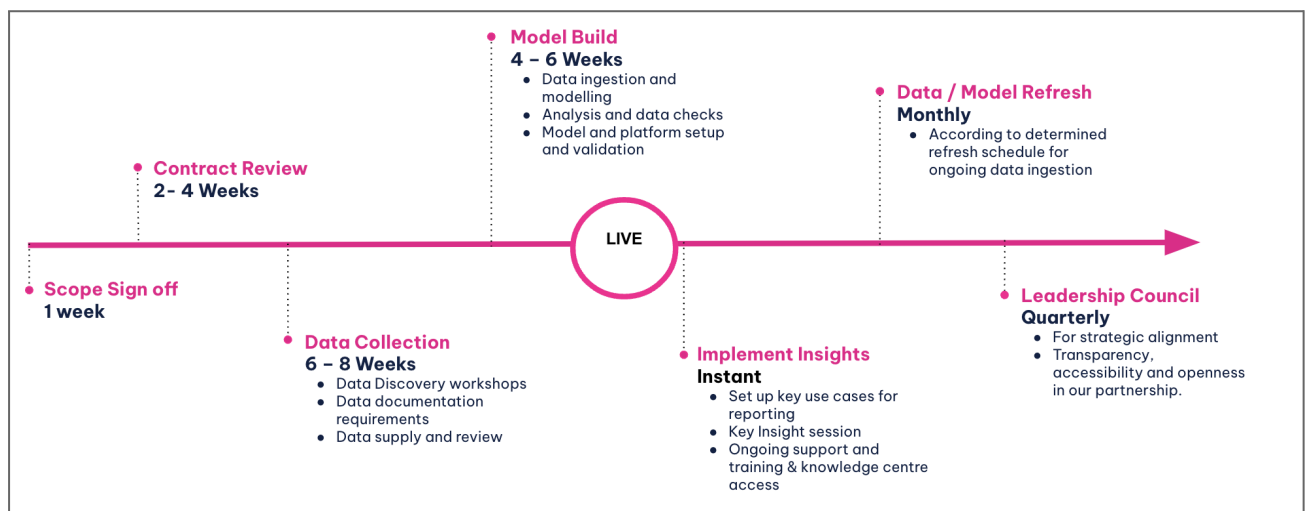 Scope Sign off
1 week
Contract Review
2- 4 Weeks
Data Collection
6 – 8 Weeks
● Data Discovery workshops
● Data documentation
requirements
● Data supply and review
Model Build
4 – 6 Weeks
● Data ingestion and
modelling
● Analysis and data checks
● Model and platform setup
and validation
LIVE
Implement Insights
Instant
● Set up key use cases for
reporting
● Key Insight session
● Ongoing support and
training & knowledge centre
access
Data / Model Refresh
Monthly
● According to determined
refresh schedule for
ongoing data ingestion
Leadership Council
Quarterly
● For strategic alignment
● Transparency,
accessibility and openness
in our partnership.